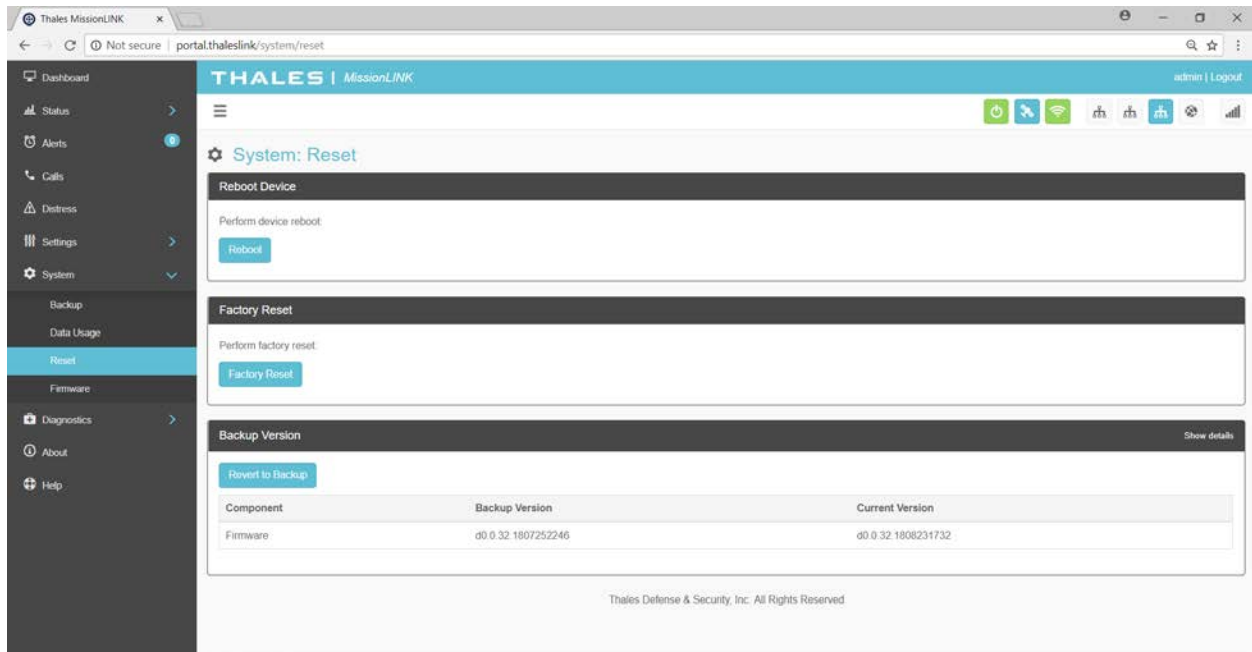 Thales MissionLINK
Not secure | portal.thaleslink/system/reset
Dashboard
THALES | MissionLINK
admin | Logout
Status
Alerts
0
Calls
Distress
Settings
System
Backup
Data Usage
Reset
Firmware
Diagnostics
About
Help
System: Reset
Reboot Device
Perform device reboot:
Reboot
Factory Reset
Perform factory reset:
Factory Reset
Backup Version
Show details
Revert to Backup
Component Backup Version Current Version
Firmware d0.0.32.1807252246 d0.0.32.1808231732
Thales Defense & Security, Inc. All Rights Reserved